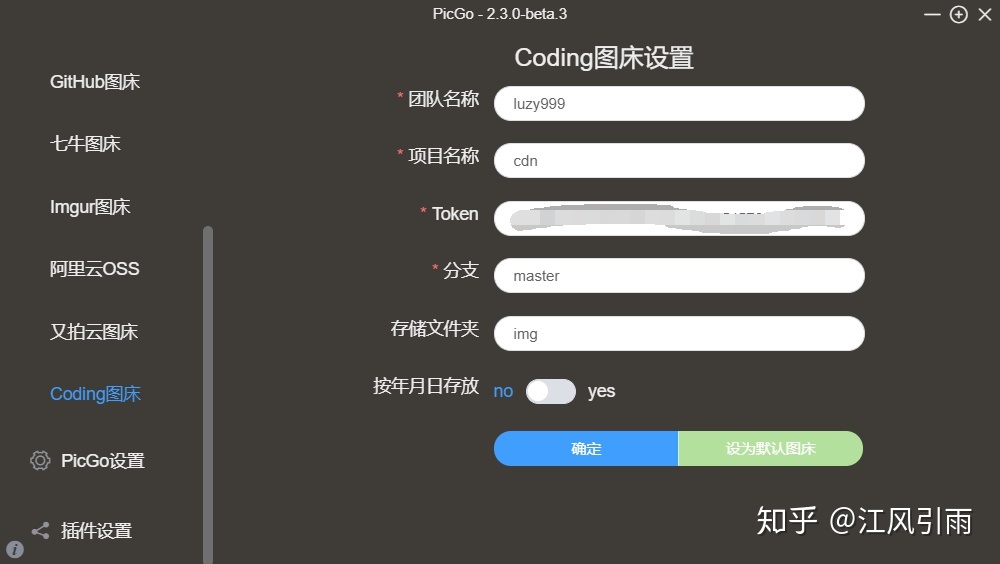 PicGo - 2.3.0-beta.3
GitHub图床
七牛图床
Imgur图床
阿里云OSS
又拍云图床
Coding图床
PicGo设置
插件设置
Coding图床设置
* 团队名称 luzy999
* 项目名称 cdn
* Token
* 分支 master
存储文件夹 img
按年月日存放 no yes
确定 设为默认图床
知乎 @江风引雨